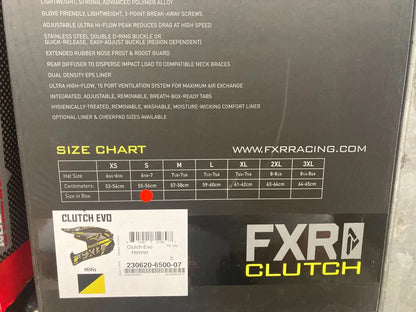 LIGHTWEIGHT, STRONG, ADVANCED POLYMER ALLOY
GLOVE FRIENDLY, LIGHTWEIGHT, 3-POINT BREAK-AWAY SCREWS
ADJUSTABLE ULTRA HI-FLOW PEAK REDUCES DRAG AT HIGH SPEED
STAINLESS STEEL DOUBLE D-RING BUCKLE OR
QUICK-RELEASE, EASY-ADJUST BUCKLE (REGION DEPENDANT)
EXTENDED RUBBER NOSE FROST & ROOST GUARD
REAR DIFFUSER TO DISPERSE IMPACT LOAD TO COMPATIBLE NECK BRACES
DUAL DENSITY EPS LINER
ULTRA HIGH-FLOW, 15 PORT VENTILATION SYSTEM FOR MAXIMUM AIR EXCHANGE
INTEGRATED, ADJUSTABLE, REMOVABLE, BREATH-BOX-READY TABS
HYGIENICALLY-TREATED, REMOVABLE, WASHABLE, MOISTURE-WICKING COMFORT LINER
OPTIONAL LINER & CHEEKPAD SIZES AVAILABLE
SIZE CHART
WWW.FXRRACING.COM
XS S M L XL 2XL 3XL
Hat Size
Centimeters: 53-54cm 55-56cm 57-58cm 59-60cm 61-62cm 63-64cm 64-65cm
Size in Box:
CLUTCH EVO
Clutch Evo
Helmet
S
230620-6500-07
HiVis
FXR
CLUTCH